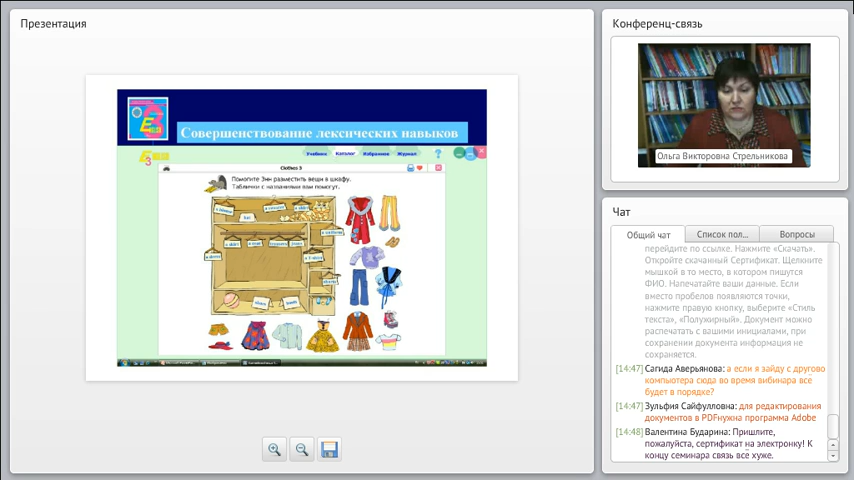 Презентация
Совершенствование лексических навыков
Учебник Каталог Избранное Журнал
Clothes 3
Помогите Энн разместить вещи в шкафу.
Таблички с названиями вам помогут.
Конференц-связь
Ольга Викторовна Стрельникова
Чат
Общий чат
Список пол...
Вопросы
перейдите по ссылке. Нажмите «Скачать».
Откройте скачанный Сертификат. Щелкните
мышкой в то место, в котором пишутся
ФИО. Напечатайте ваши данные. Если
вместо пробелов появляются точки,
нажмите правую кнопку, выберите «Стиль
текста», «Полужирный». Документ можно
распечатать с вашими инициалами, при
сохранении документа информация не
сохраняется.
[14:47] Сагида Аверьянова: а если я зайду с другово
компьютера сюда во время вибинара все
будет в порядке?
[14:47] Зульфия Сайфулловна: для редактирования
документов в PDFнужна программа Adobe
[14:48] Валентина Бударина: Пришлите,
пожалуйста, сертификат на электронку! К
концу семинара связь всё хуже.